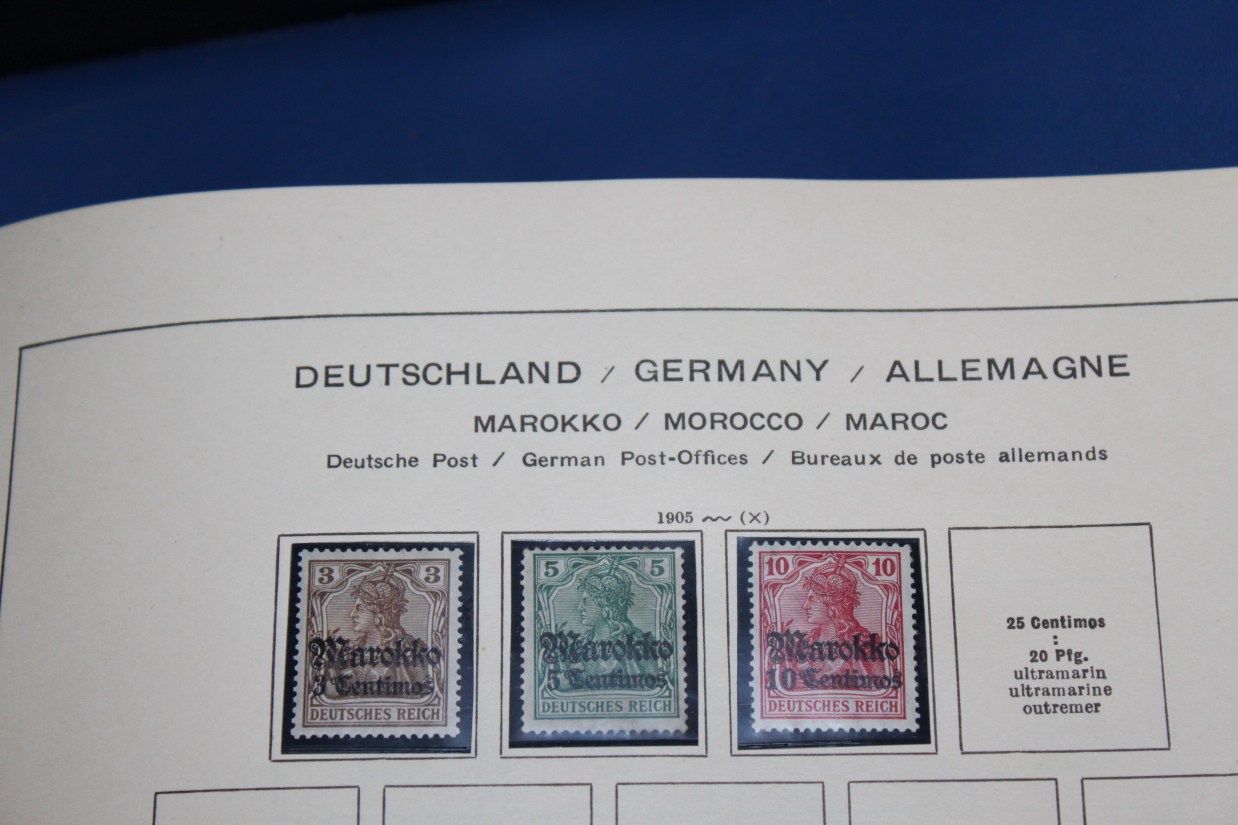 DEUTSCHLAND / GERMANY / ALLEMAGNE
MAROKKO / MOROCCO / MAROC
Deutsche Post / German Post-Offices / Bureaux de poste allemands
1905 〜〜 (×)
3 3
Marokko
3 Centimos
DEUTSCHES REICH
5 5
Marokko
5 Centimos
DEUTSCHES REICH
10 10
Marokko
10 Centimos
DEUTSCHES REICH
25 Centimos
:
20 Pfg.
ultramarin
ultramarine
outremer